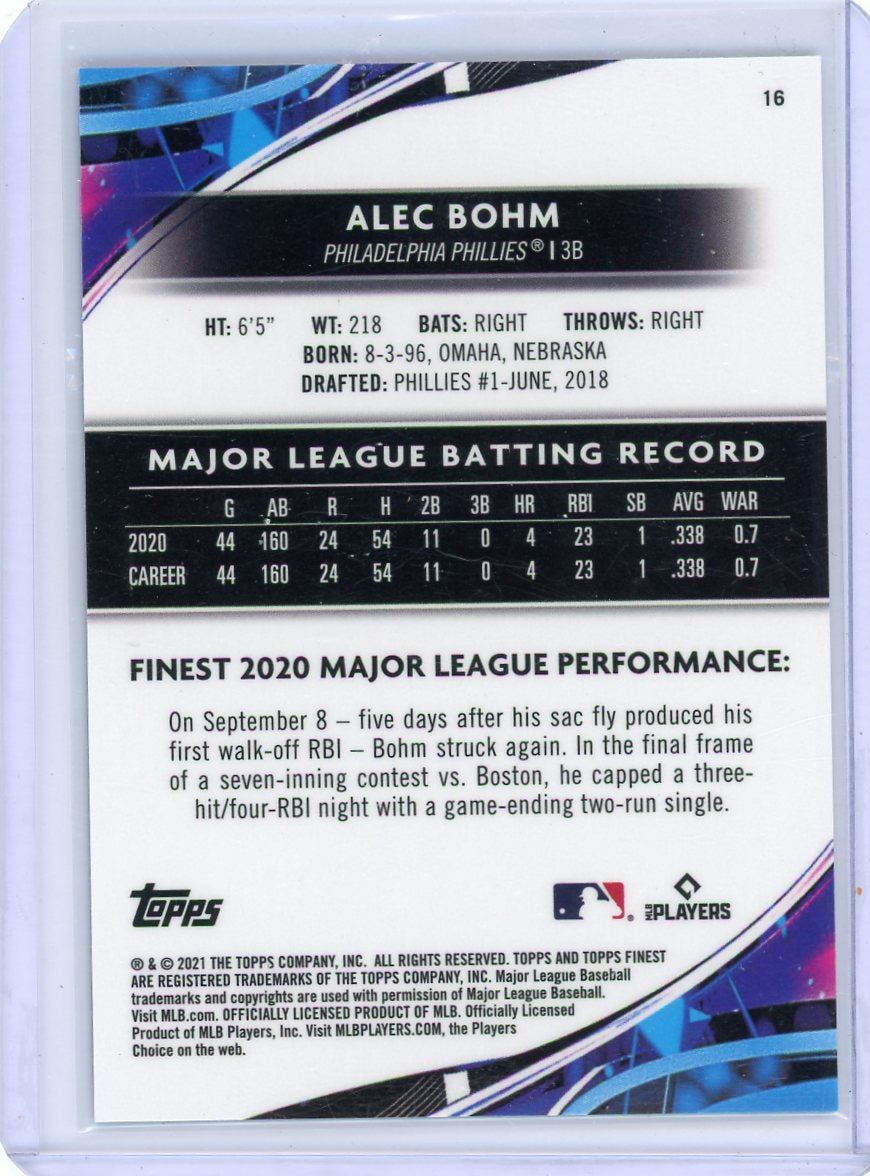 16
ALEC BOHM
PHILADELPHIA PHILLIES® | 3B
HT: 6'5" WT: 218 BATS: RIGHT THROWS: RIGHT
BORN: 8-3-96, OMAHA, NEBRASKA
DRAFTED: PHILLIES #1-JUNE, 2018
MAJOR LEAGUE BATTING RECORD
G AB R H 2B 3B HR RBI SB AVG WAR
2020 44 160 24 54 11 0 4 23 1 .338 0.7
CAREER 44 160 24 54 11 0 4 23 1 .338 0.7
FINEST 2020 MAJOR LEAGUE PERFORMANCE:
On September 8 – five days after his sac fly produced his
first walk-off RBI – Bohm struck again. In the final frame
of a seven-inning contest vs. Boston, he capped a three-
hit/four-RBI night with a game-ending two-run single.
Topps ® MLB PLAYERS
® & © 2021 THE TOPPS COMPANY, INC. ALL RIGHTS RESERVED. TOPPS AND TOPPS FINEST
ARE REGISTERED TRADEMARKS OF THE TOPPS COMPANY, INC. Major League Baseball
trademarks and copyrights are used with permission of Major League Baseball.
Visit MLB.com. OFFICIALLY LICENSED PRODUCT OF MLB. Officially Licensed
Product of MLB Players, Inc. Visit MLBPLAYERS.COM, the Players
Choice on the web.